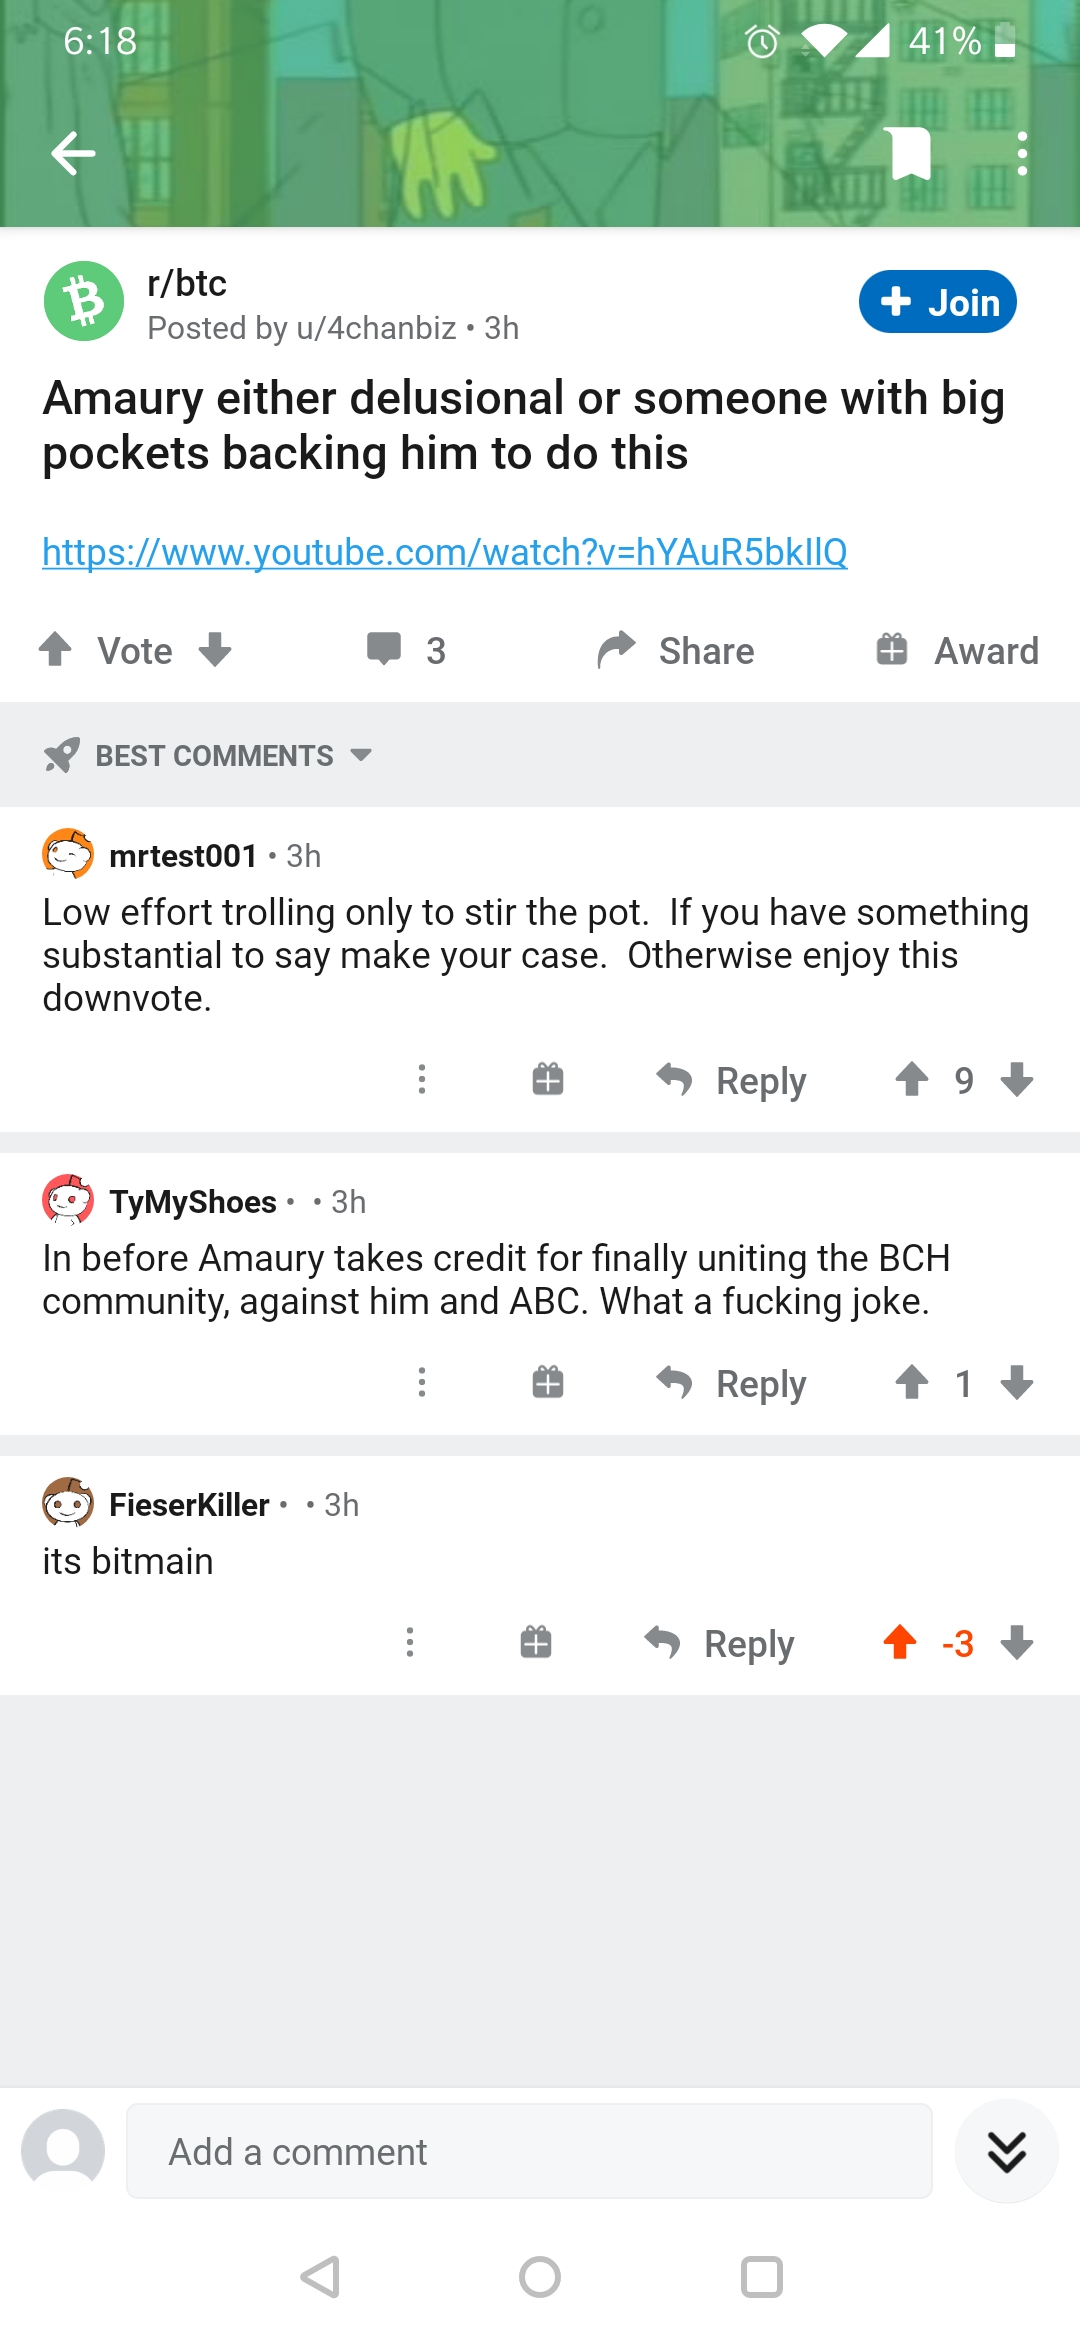 6:18
41%
r/btc
Posted by u/4chanbiz • 3h
+ Join
Amaury either delusional or someone with big
pockets backing him to do this
https://www.youtube.com/watch?v=hYAuR5bkIlQ
Vote
3
Share
Award
BEST COMMENTS
mrtest001 • 3h
Low effort trolling only to stir the pot.  If you have something
substantial to say make your case.  Otherwise enjoy this
downvote.
Reply
9
TyMyShoes •  • 3h
In before Amaury takes credit for finally uniting the BCH
community, against him and ABC. What a fucking joke.
Reply
1
FieserKiller •  • 3h
its bitmain
Reply
-3
Add a comment